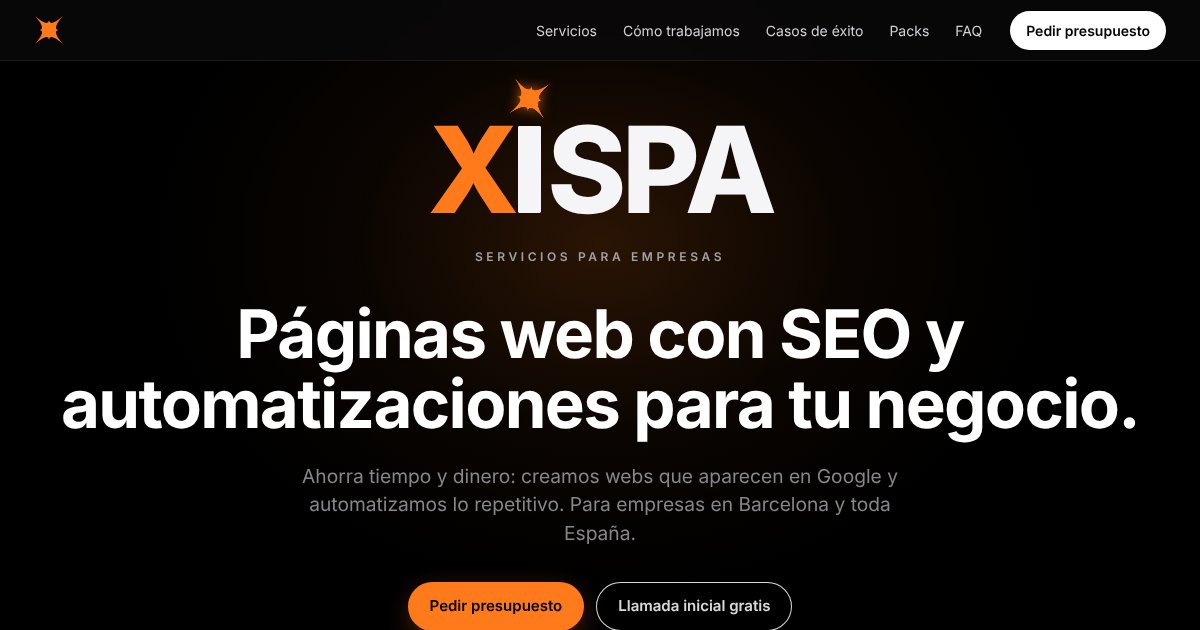 Servicios Cómo trabajamos Casos de éxito Packs FAQ Pedir presupuesto
XISPA
SERVICIOS PARA EMPRESAS
Páginas web con SEO y
automatizaciones para tu negocio.
Ahorra tiempo y dinero: creamos webs que aparecen en Google y
automatizamos lo repetitivo. Para empresas en Barcelona y toda
España.
Pedir presupuesto Llamada inicial gratis